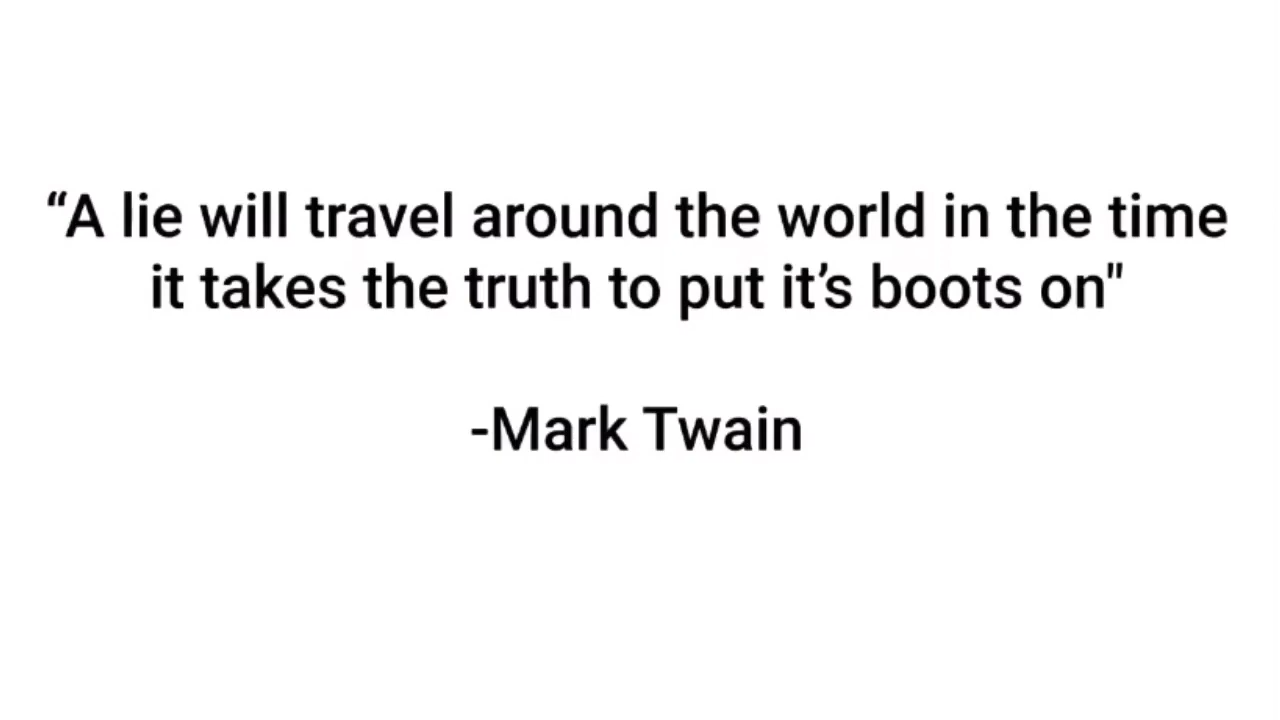 “A lie will travel around the world in the time
it takes the truth to put it’s boots on"
-Mark Twain